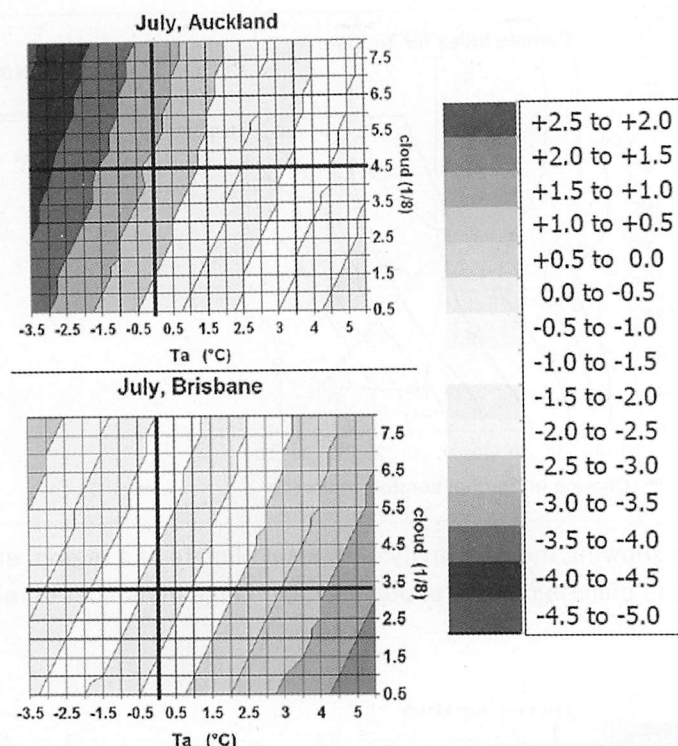 July, Auckland
7.5
6.5
5.5
4.5
3.5
2.5
1.5
0.5
cloud (1/8)
-3.5 -2.5 -1.5 -0.5 0.5 1.5 2.5 3 4 5
Ta (°C)
July, Brisbane
7.5
6.5
5.5
4.5
3.5
2.5
1.5
0.5
cloud (1/8)
-3.5 -2.5 -1.5 -0.5 0.5 1.5 2.5 3 4 5
Ta (°C)
+2.5 to +2.0
+2.0 to +1.5
+1.5 to +1.0
+1.0 to +0.5
+0.5 to 0.0
0.0 to -0.5
-0.5 to -1.0
-1.0 to -1.5
-1.5 to -2.0
-2.0 to -2.5
-2.5 to -3.0
-3.0 to -3.5
-3.5 to -4.0
-4.0 to -4.5
-4.5 to -5.0